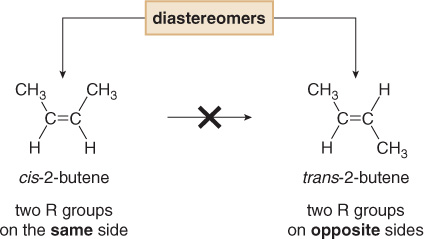 diastereomers
CH3 CH3
C=C
H H
cis-2-butene
two R groups
on the same side
CH3 H
C=C
H CH3
trans-2-butene
two R groups
on opposite sides